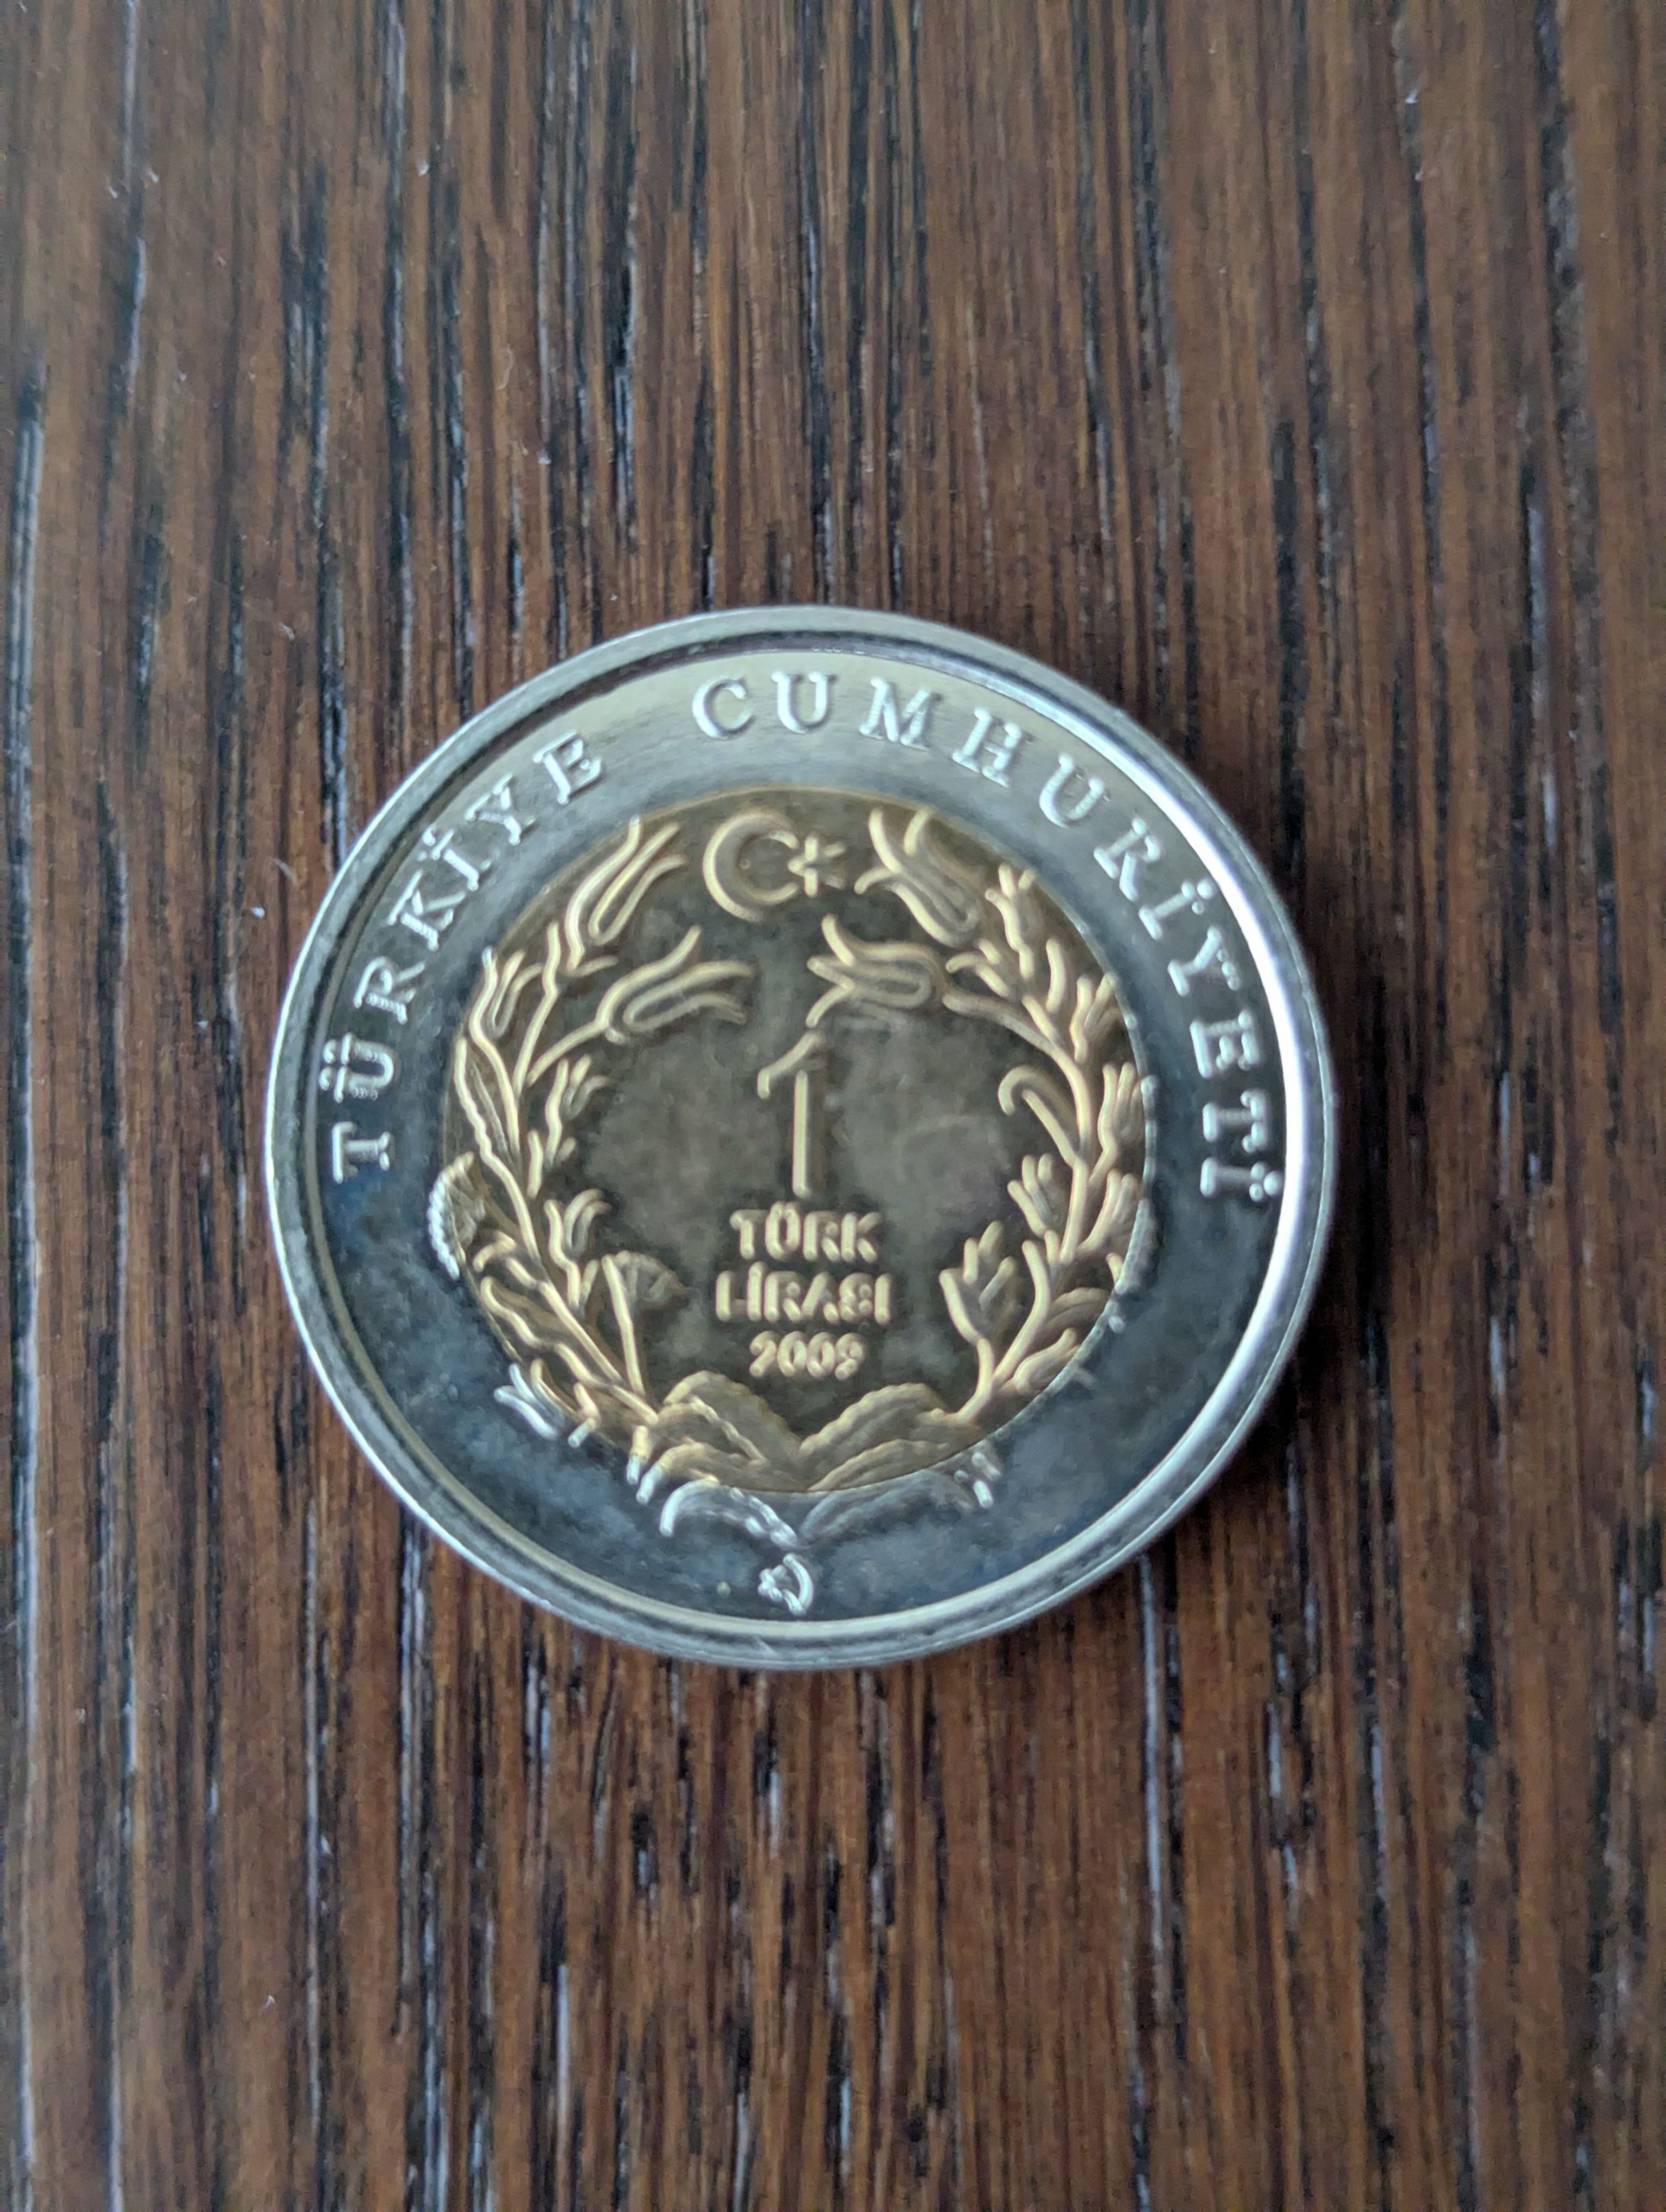 TÜRKİYE CUMHURİYETİ
1
TÜRK
LİRASI
2009